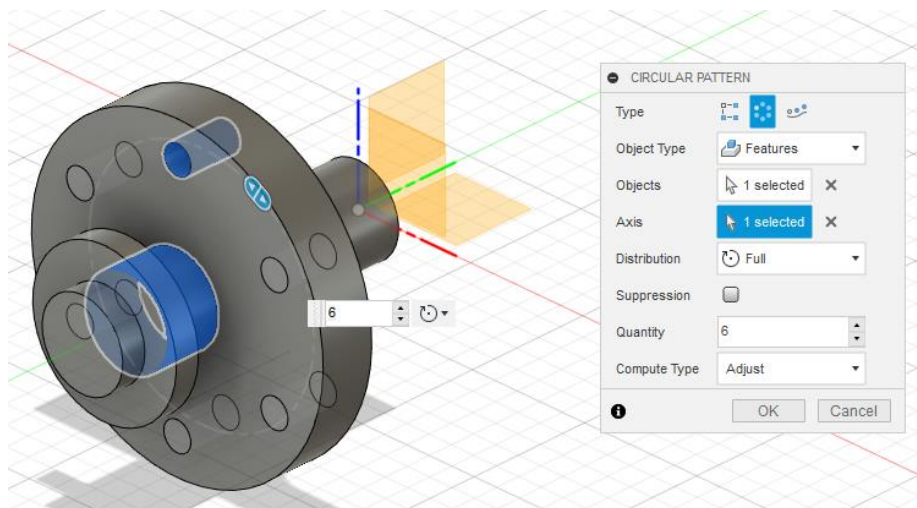 CIRCULAR PATTERN
Type
Object Type Features
Objects 1 selected
Axis 1 selected
Distribution Full
Suppression
Quantity 6
Compute Type Adjust
OK Cancel
6